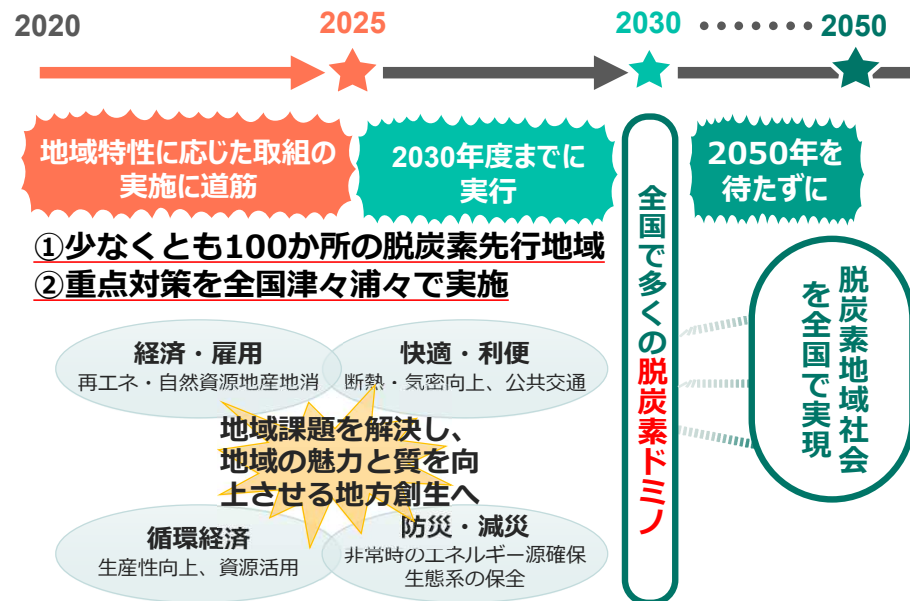 2020
2025
2030
2050
地域特性に応じた取組の
実施に道筋
2030年度までに
実行
2050年を
待たずに
①少なくとも100か所の脱炭素先行地域
②重点対策を全国津々浦々で実施
経済・雇用
再エネ・自然資源地産地消
快適・利便
断熱・気密向上、公共交通
地域課題を解決し、
地域の魅力と質を向
上させる地方創生へ
循環経済
生産性向上、資源活用
防災・減災
非常時のエネルギー源確保
生態系の保全
全国で多くの脱炭素ドミノ
脱炭素地域社会
を全国で実現